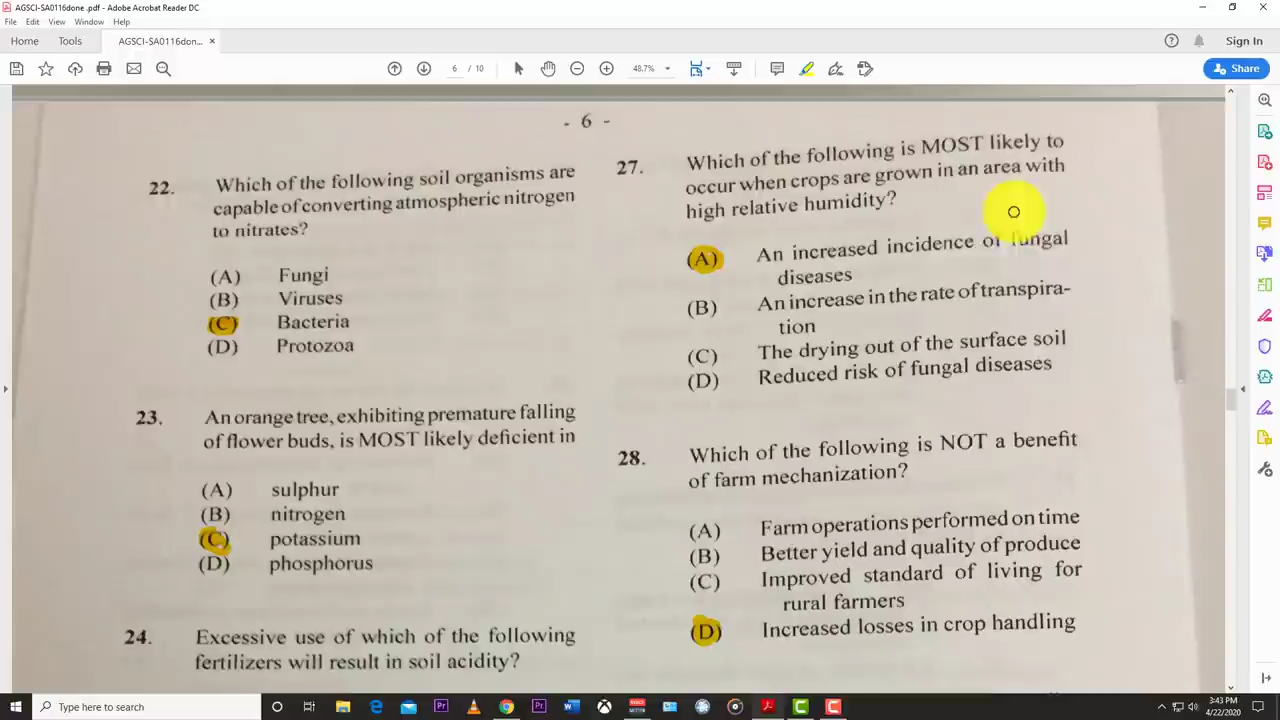 AGSCI-SA0116done .pdf - Adobe Acrobat Reader DC
File Edit View Window Help
Home Tools AGSCI-SA0116don... × Sign In
6 / 10 48.7% Share
- 6 -
22. Which of the following soil organisms are
capable of converting atmospheric nitrogen
to nitrates?
(A) Fungi
(B) Viruses
(C) Bacteria
(D) Protozoa
23. An orange tree, exhibiting premature falling
of flower buds, is MOST likely deficient in
(A) sulphur
(B) nitrogen
(C) potassium
(D) phosphorus
24. Excessive use of which of the following
fertilizers will result in soil acidity?
27. Which of the following is MOST likely to
occur when crops are grown in an area with
high relative humidity?
(A) An increased incidence of fungal
diseases
(B) An increase in the rate of transpira-
tion
(C) The drying out of the surface soil
(D) Reduced risk of fungal diseases
28. Which of the following is NOT a benefit
of farm mechanization?
(A) Farm operations performed on time
(B) Better yield and quality of produce
(C) Improved standard of living for
rural farmers
(D) Increased losses in crop handling
Type here to search
3:43 PM
4/22/2020